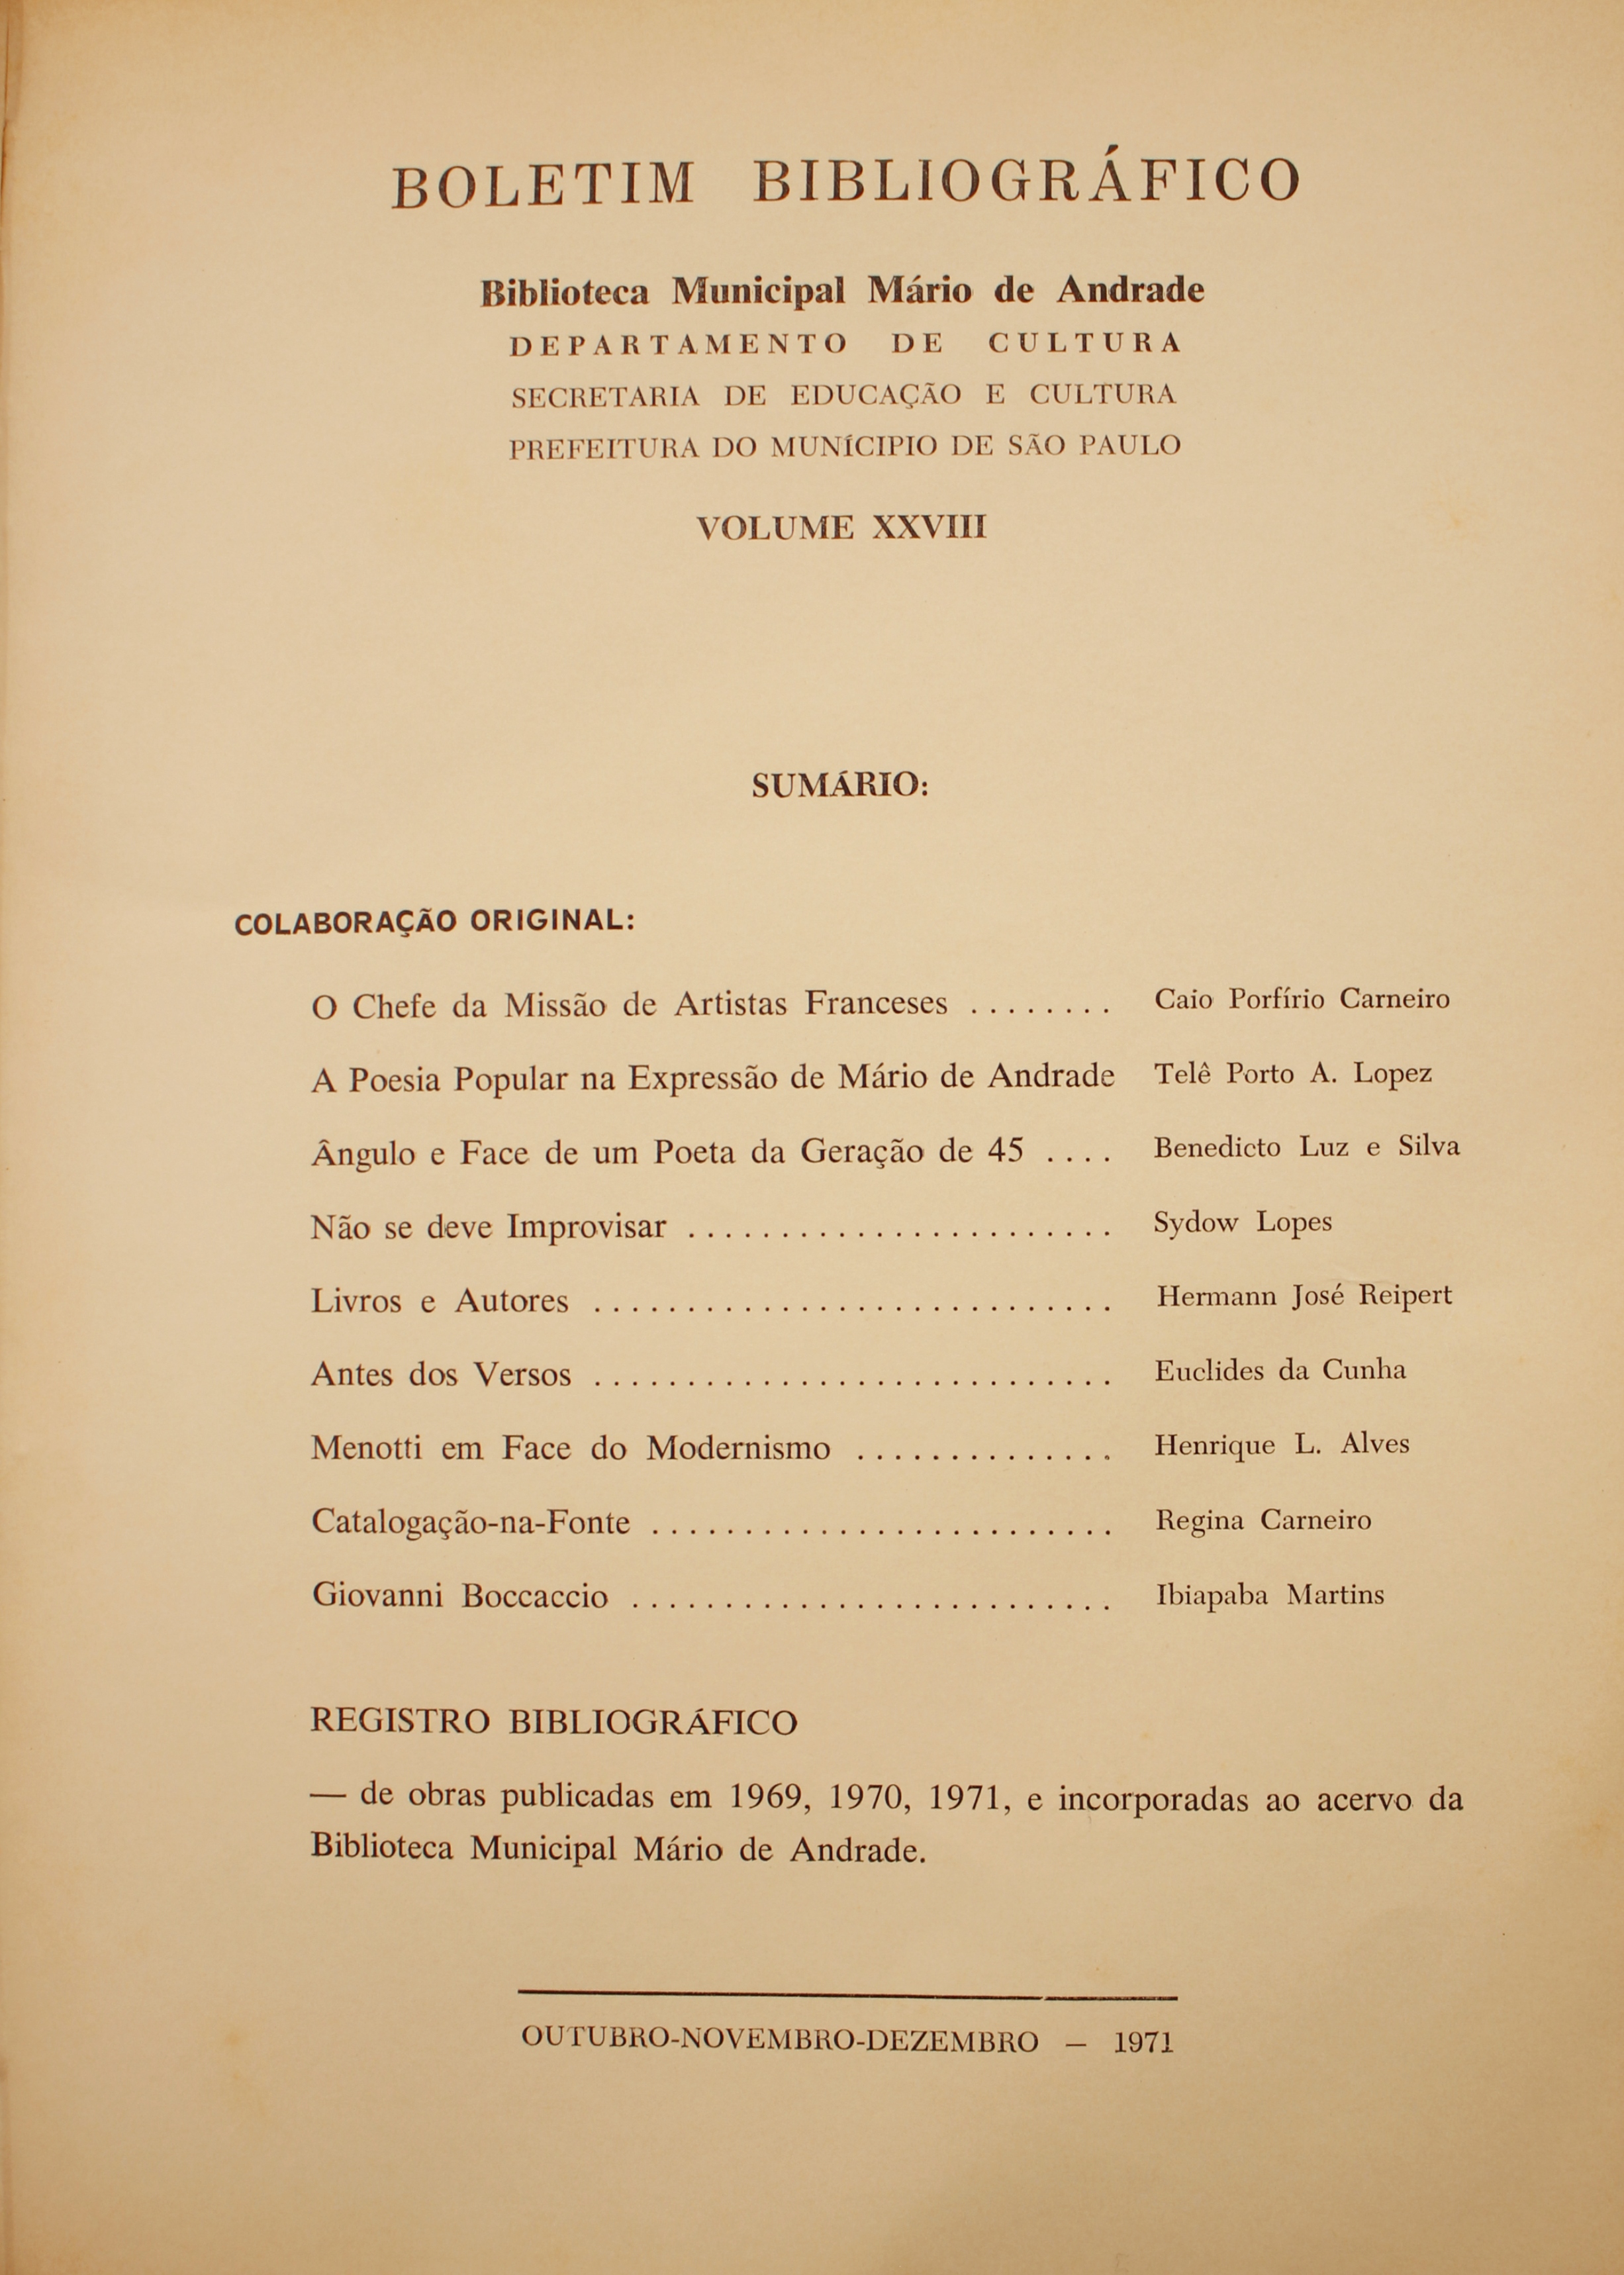 BOLETIM BIBLIOGRÁFICO
Biblioteca Municipal Mário de Andrade
DEPARTAMENTO DE CULTURA
SECRETARIA DE EDUCAÇÃO E CULTURA
PREFEITURA DO MUNÍCIPIO DE SÃO PAULO
VOLUME XXVIII
SUMÁRIO:
COLABORAÇÃO ORIGINAL:
O Chefe da Missão de Artistas Franceses ........ Caio Porfírio Carneiro
A Poesia Popular na Expressão de Mário de Andrade Telê Porto A. Lopez
Ângulo e Face de um Poeta da Geração de 45 .... Benedicto Luz e Silva
Não se deve Improvisar ....................... Sydow Lopes
Livros e Autores ............................ Hermann José Reipert
Antes dos Versos ............................ Euclides da Cunha
Menotti em Face do Modernismo .............. Henrique L. Alves
Catalogação-na-Fonte ......................... Regina Carneiro
Giovanni Boccaccio .......................... Ibiapaba Martins
REGISTRO BIBLIOGRÁFICO
— de obras publicadas em 1969, 1970, 1971, e incorporadas ao acervo da
Biblioteca Municipal Mário de Andrade.
OUTUBRO-NOVEMBRO-DEZEMBRO — 1971